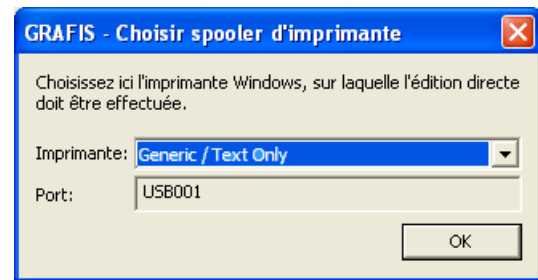 GRAFIS - Choisir spooler d'imprimante
Choisissez ici l'imprimante Windows, sur laquelle l'édition directe
doit être effectuée.
Imprimante: Generic / Text Only
Port: USB001
OK